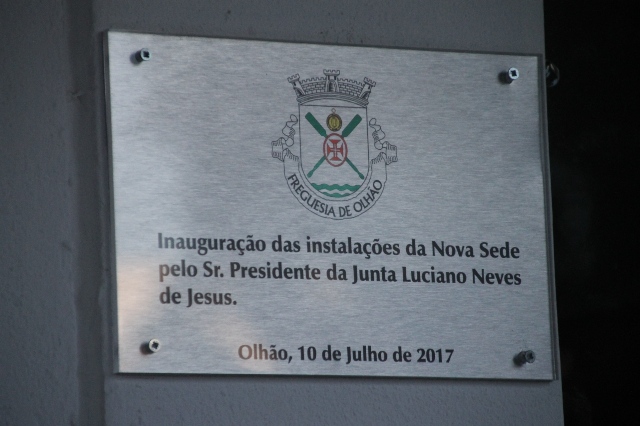 FREGUESIA DE OLHÃO
Inauguração das instalações da Nova Sede
pelo Sr. Presidente da Junta Luciano Neves
de Jesus.
Olhão, 10 de Julho de 2017